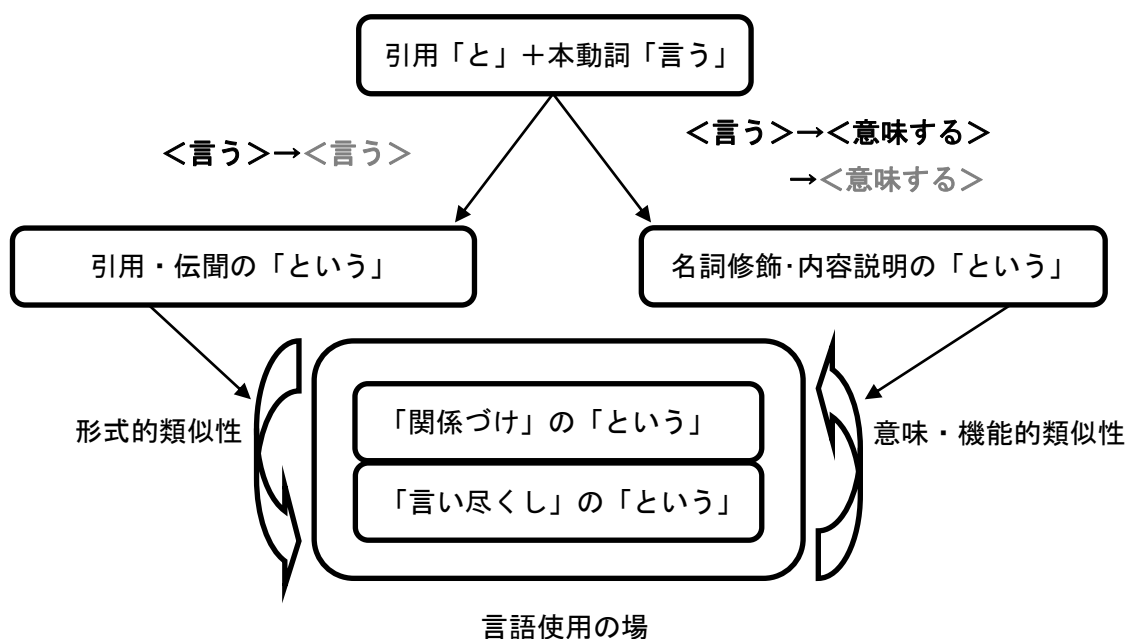 引用「と」＋本動詞「言う」
＜言う＞→＜言う＞
＜言う＞→＜意味する＞
→＜意味する＞
引用・伝聞の「という」
名詞修飾・内容説明の「という」
形式的類似性
「関係づけ」の「という」
「言い尽くし」の「という」
意味・機能的類似性
言語使用の場